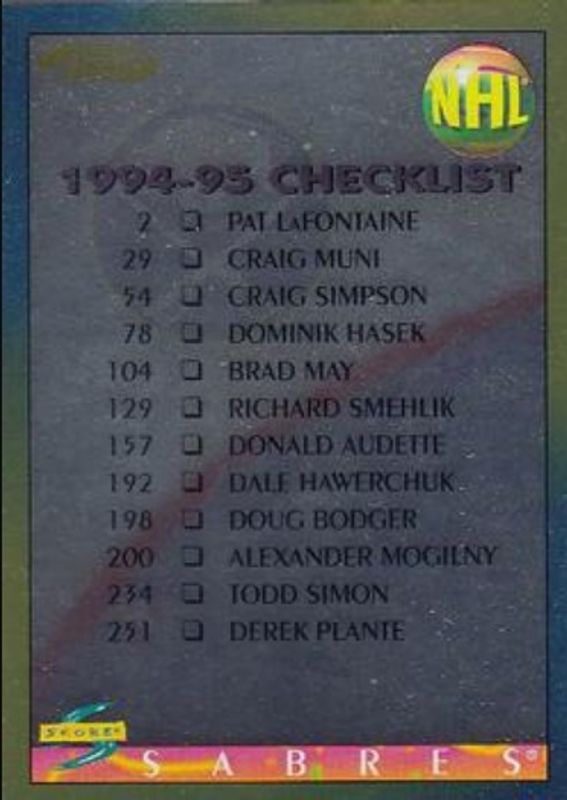 NHL
1994-95 CHECKLIST
2 ❑ PAT LAFONTAINE
29 ❑ CRAIG MUNI
54 ❑ CRAIG SIMPSON
78 ❑ DOMINIK HASEK
104 ❑ BRAD MAY
129 ❑ RICHARD SMEHLIK
157 ❑ DONALD AUDETTE
192 ❑ DALE HAWERCHUK
198 ❑ DOUG BODGER
200 ❑ ALEXANDER MOGILNY
234 ❑ TODD SIMON
251 ❑ DEREK PLANTE
SCORE®
SABRES®